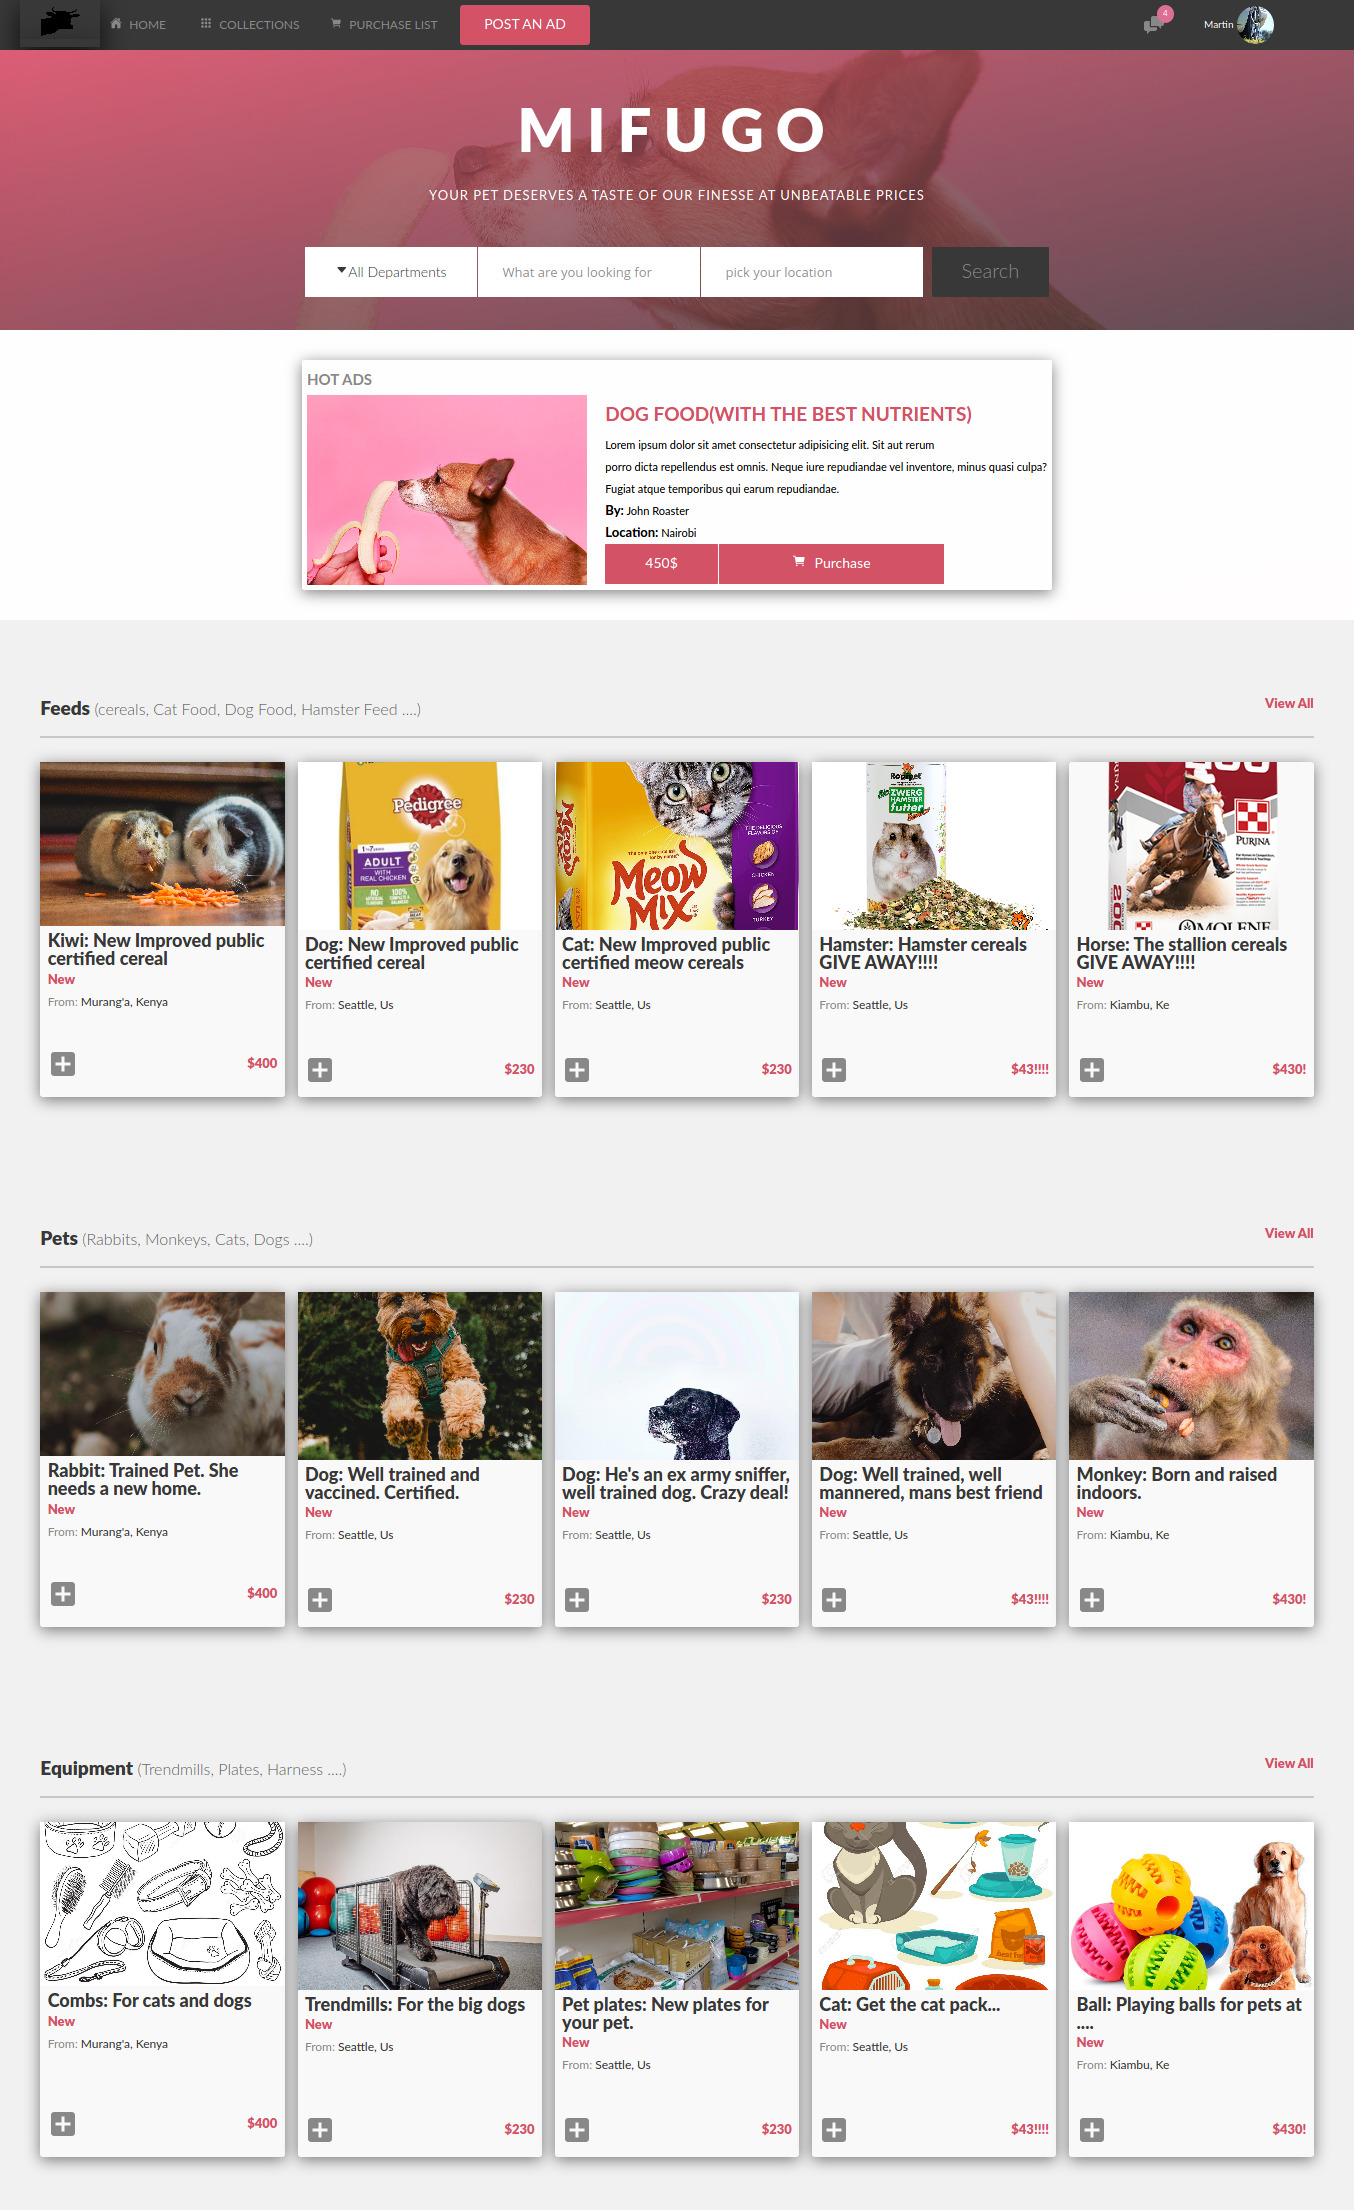 HOME
COLLECTIONS
PURCHASE LIST
POST AN AD
4
Martin
MIFUGO
YOUR PET DESERVES A TASTE OF OUR FINESSE AT UNBEATABLE PRICES
All Departments
What are you looking for
pick your location
Search
HOT ADS
DOG FOOD(WITH THE BEST NUTRIENTS)
Lorem ipsum dolor sit amet consectetur adipisicing elit. Sit aut rerum
porro dicta repellendus est omnis. Neque iure repudiandae vel inventore, minus quasi culpa?
Fugiat atque temporibus qui earum repudiandae.
By: John Roaster
Location: Nairobi
450$
Purchase
Feeds (cereals, Cat Food, Dog Food, Hamster Feed ....)
View All
Kiwi: New Improved public
certified cereal
New
From: Murang'a, Kenya
$400
Pedigree
ADULT
WITH
REAL CHICKEN
Dog: New Improved public
certified cereal
New
From: Seattle, Us
$230
Meow
Mix
CHICKEN
TURKEY
Cat: New Improved public
certified meow cereals
New
From: Seattle, Us
$230
ZWERG
HAMSTER
futter
Hamster: Hamster cereals
GIVE AWAY!!!!
New
From: Seattle, Us
$43!!!!
PURINA
OMOLENE
Horse: The stallion cereals
GIVE AWAY!!!!
New
From: Kiambu, Ke
$430!
Pets (Rabbits, Monkeys, Cats, Dogs ....)
View All
Rabbit: Trained Pet. She
needs a new home.
New
From: Murang'a, Kenya
$400
Dog: Well trained and
vaccined. Certified.
New
From: Seattle, Us
$230
Dog: He's an ex army sniffer,
well trained dog. Crazy deal!
New
From: Seattle, Us
$230
Dog: Well trained, well
mannered, mans best friend
New
From: Seattle, Us
$43!!!!
Monkey: Born and raised
indoors.
New
From: Kiambu, Ke
$430!
Equipment (Trendmills, Plates, Harness ....)
View All
Combs: For cats and dogs
New
From: Murang'a, Kenya
$400
Trendmills: For the big dogs
New
From: Seattle, Us
$230
Pet plates: New plates for
your pet.
New
From: Seattle, Us
$230
Cat: Get the cat pack...
New
From: Seattle, Us
$43!!!!
Ball: Playing balls for pets at
....
New
From: Kiambu, Ke
$430!